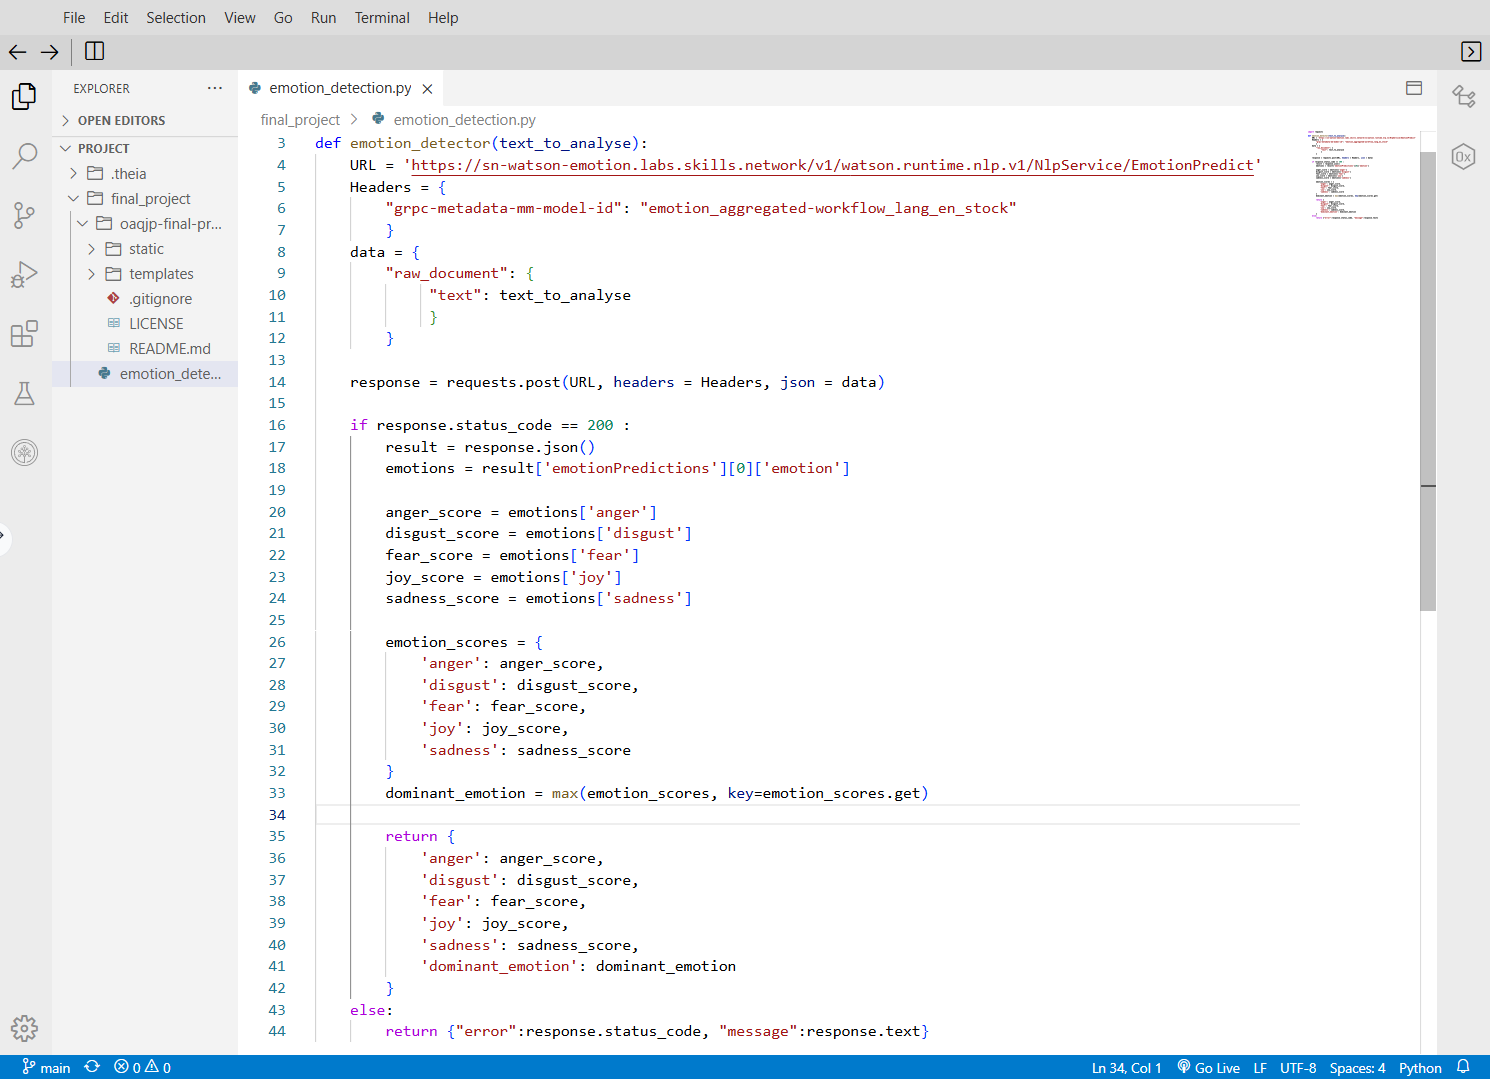 File Edit Selection View Go Run Terminal Help
EXPLORER ...
OPEN EDITORS
PROJECT
.theia
final_project
oaqjp-final-pr...
static
templates
.gitignore
LICENSE
README.md
emotion_dete...
emotion_detection.py
final_project > emotion_detection.py
3 def emotion_detector(text_to_analyse):
4 URL = 'https://sn-watson-emotion.labs.skills.network/v1/watson.runtime.nlp.v1/NlpService/EmotionPredict'
5 Headers = {
6 "grpc-metadata-mm-model-id": "emotion_aggregated-workflow_lang_en_stock"
7 }
8 data = {
9 "raw_document": {
10 "text": text_to_analyse
11 }
12 }
13
14 response = requests.post(URL, headers = Headers, json = data)
15
16 if response.status_code == 200 :
17 result = response.json()
18 emotions = result['emotionPredictions'][0]['emotion']
19
20 anger_score = emotions['anger']
21 disgust_score = emotions['disgust']
22 fear_score = emotions['fear']
23 joy_score = emotions['joy']
24 sadness_score = emotions['sadness']
25
26 emotion_scores = {
27 'anger': anger_score,
28 'disgust': disgust_score,
29 'fear': fear_score,
30 'joy': joy_score,
31 'sadness': sadness_score
32 }
33 dominant_emotion = max(emotion_scores, key=emotion_scores.get)
34
35 return {
36 'anger': anger_score,
37 'disgust': disgust_score,
38 'fear': fear_score,
39 'joy': joy_score,
40 'sadness': sadness_score,
41 'dominant_emotion': dominant_emotion
42 }
43 else:
44 return {"error":response.status_code, "message":response.text}
0x
main 0 0 Ln 34, Col 1 Go Live LF UTF-8 Spaces: 4 Python